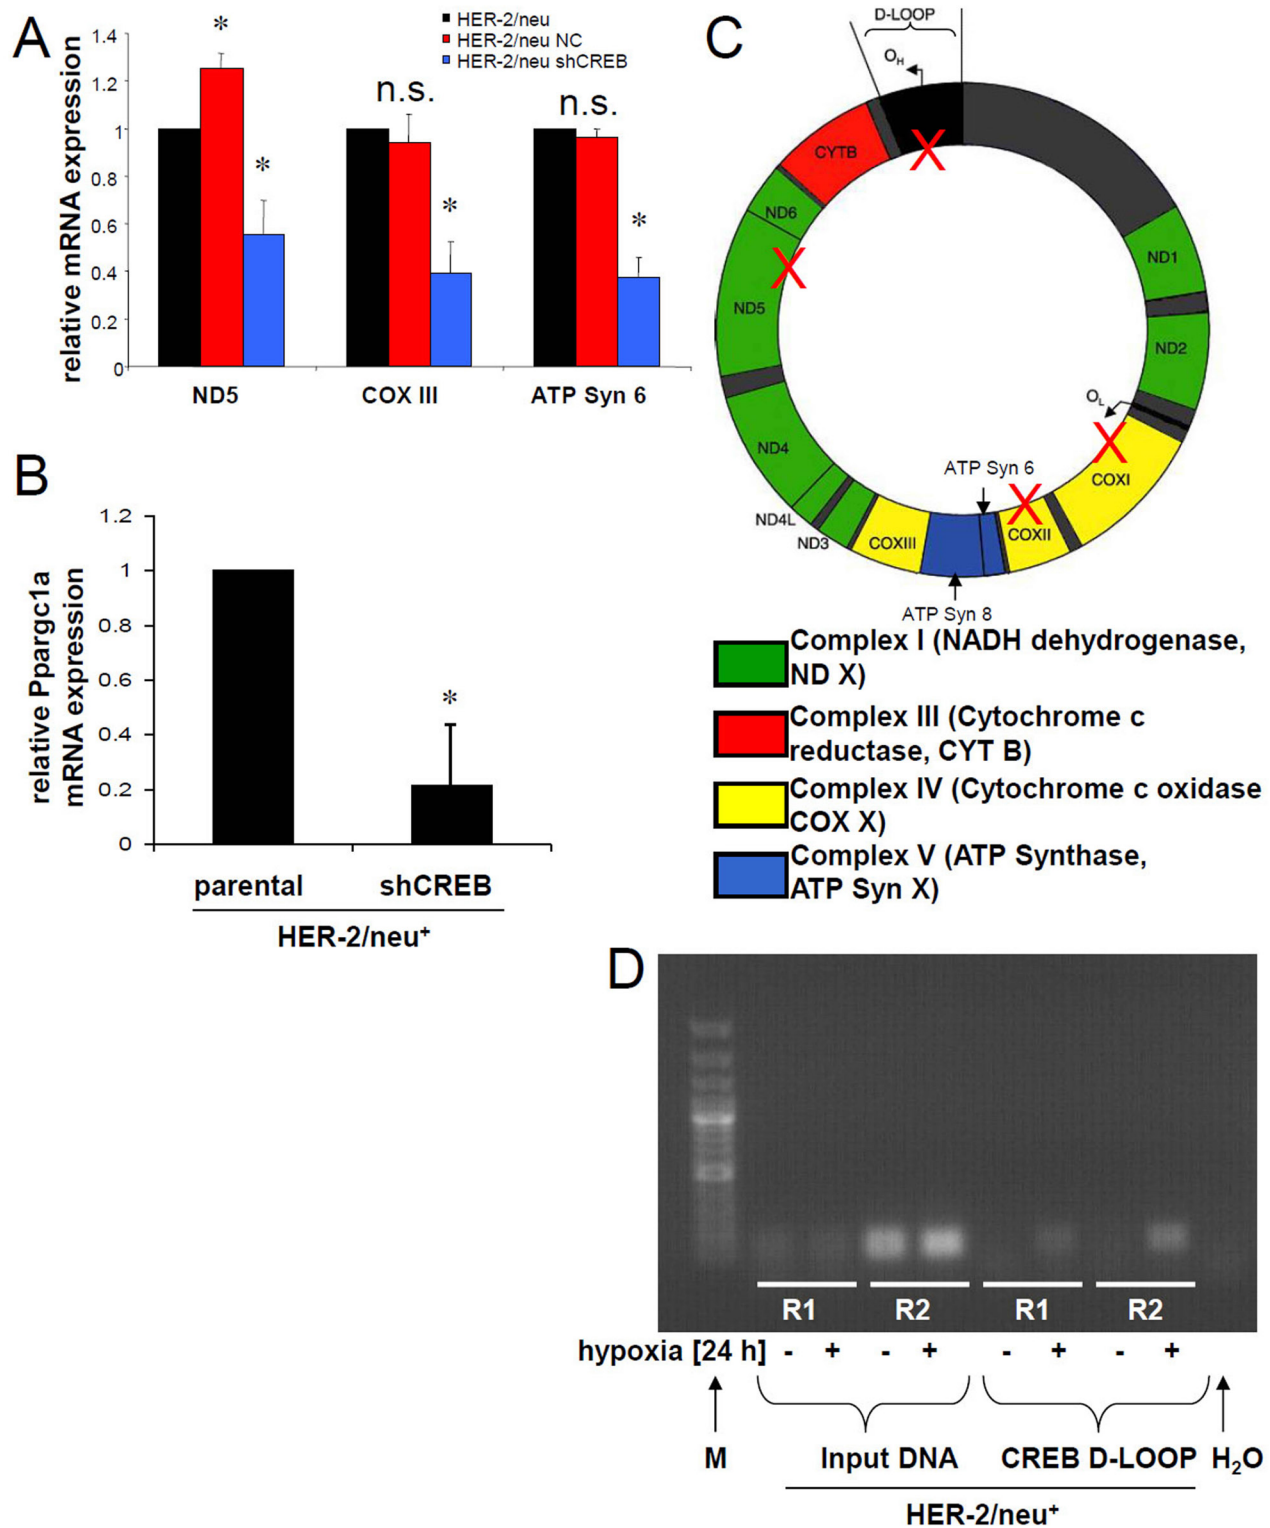 A
relative mRNA expression
1.4
1.2
1
0.8
0.6
0.4
0.2
0
HER-2/neu
HER-2/neu NC
HER-2/neu shCREB
*
*
n.s.
*
n.s.
*
ND5
COX III
ATP Syn 6
B
relative Ppargc1a
mRNA expression
1.2
1
0.8
0.6
0.4
0.2
0
*
parental
shCREB
HER-2/neu+
C
D-LOOP
OH
X
CYTB
ND6
X
ND5
ND4
ND4L
ND3
COXIII
ATP Syn 8
ATP Syn 6
X
COXII
X
COXI
OL
ND2
ND1
Complex I (NADH dehydrogenase,
ND X)
Complex III (Cytochrome c
reductase, CYT B)
Complex IV (Cytochrome c oxidase
COX X)
Complex V (ATP Synthase,
ATP Syn X)
D
R1
R2
R1
R2
hypoxia [24 h] - + - + - + - +
M
Input DNA
CREB D-LOOP
H2O
HER-2/neu+